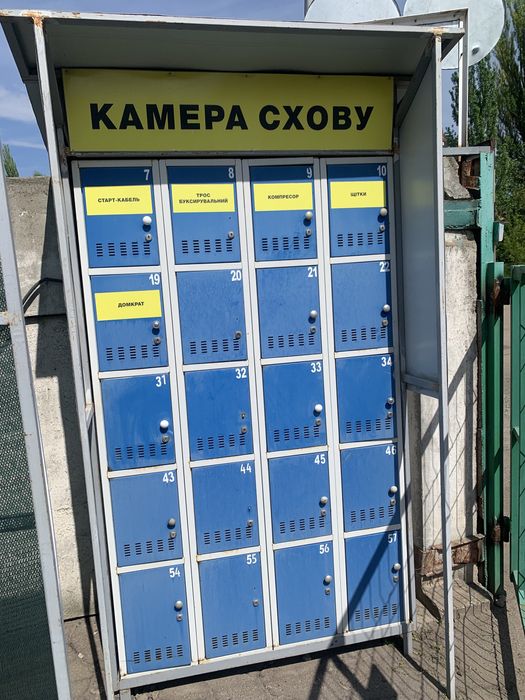 КАМЕРА СХОВУ
7 8 9 10
СТАРТ-КАБЕЛЬ
ТРОС
БУКСИРУВАЛЬНИЙ
КОМПРЕСОР
ЩІТКИ
19 20 21 22
ДОМКРАТ
31 32 33 34
43 44 45 46
54 55 56 57